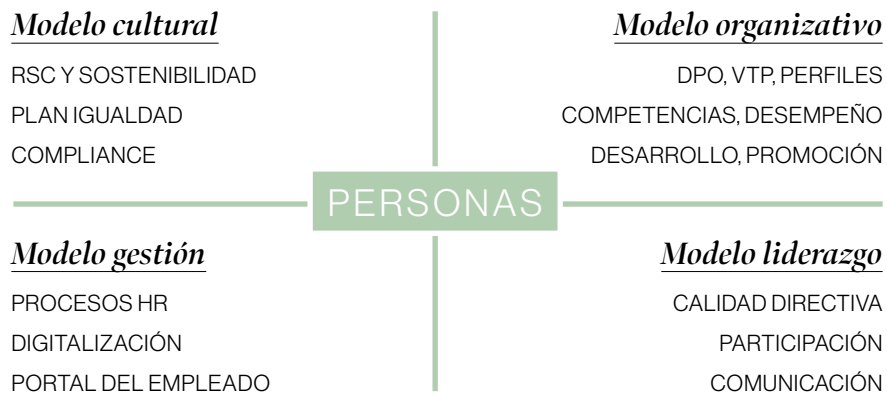 Modelo cultural
RSC Y SOSTENIBILIDAD
PLAN IGUALDAD
COMPLIANCE
Modelo organizativo
DPO, VTP, PERFILES
COMPETENCIAS, DESEMPEÑO
DESARROLLO, PROMOCIÓN
PERSONAS
Modelo gestión
PROCESOS HR
DIGITALIZACIÓN
PORTAL DEL EMPLEADO
Modelo liderazgo
CALIDAD DIRECTIVA
PARTICIPACIÓN
COMUNICACIÓN